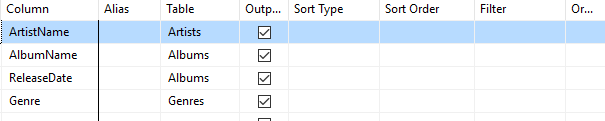 Column Alias Table Outp... Sort Type Sort Order Filter Or...
ArtistName Artists
AlbumName Albums
ReleaseDate Albums
Genre Genres